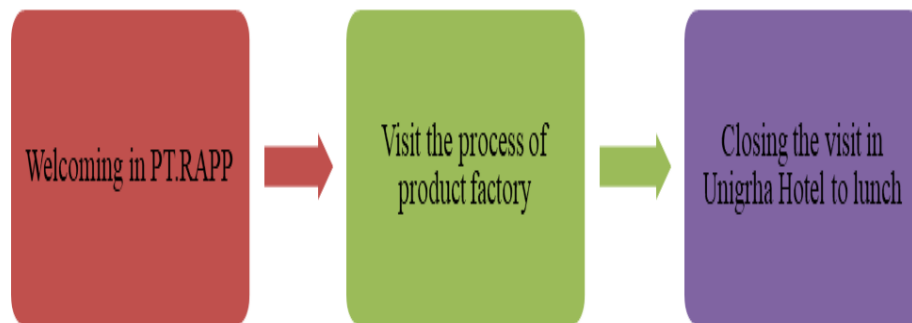 Welcoming in PT.RAPP
Visit the process of
product factory
Closing the visit in
Unigrha Hotel to lunch